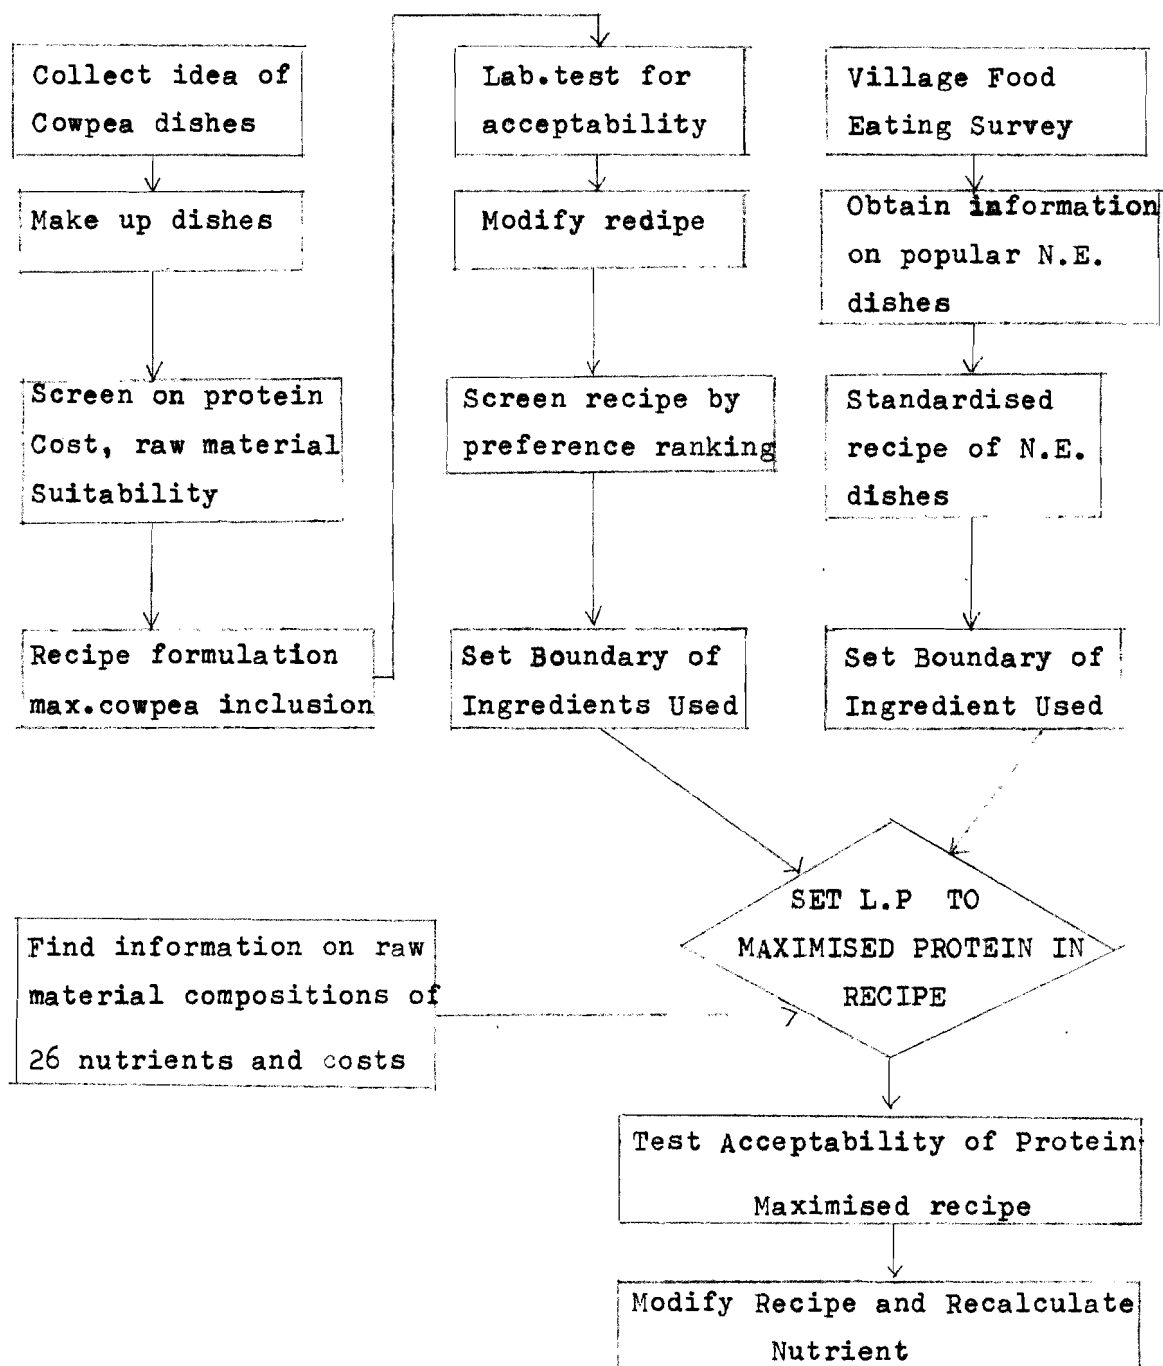 Collect idea of
Cowpea dishes
Make up dishes
Screen on protein
Cost, raw material
Suitability
Recipe formulation
max.cowpea inclusion
Lab.test for
acceptability
Modify redipe
Screen recipe by
preference ranking
Set Boundary of
Ingredients Used
Village Food
Eating Survey
Obtain information
on popular N.E.
dishes
Standardised
recipe of N.E.
dishes
Set Boundary of
Ingredient Used
Find information on raw
material compositions of
26 nutrients and costs
SET L.P TO
MAXIMISED PROTEIN IN
RECIPE
Test Acceptability of Protein
Maximised recipe
Modify Recipe and Recalculate
Nutrient